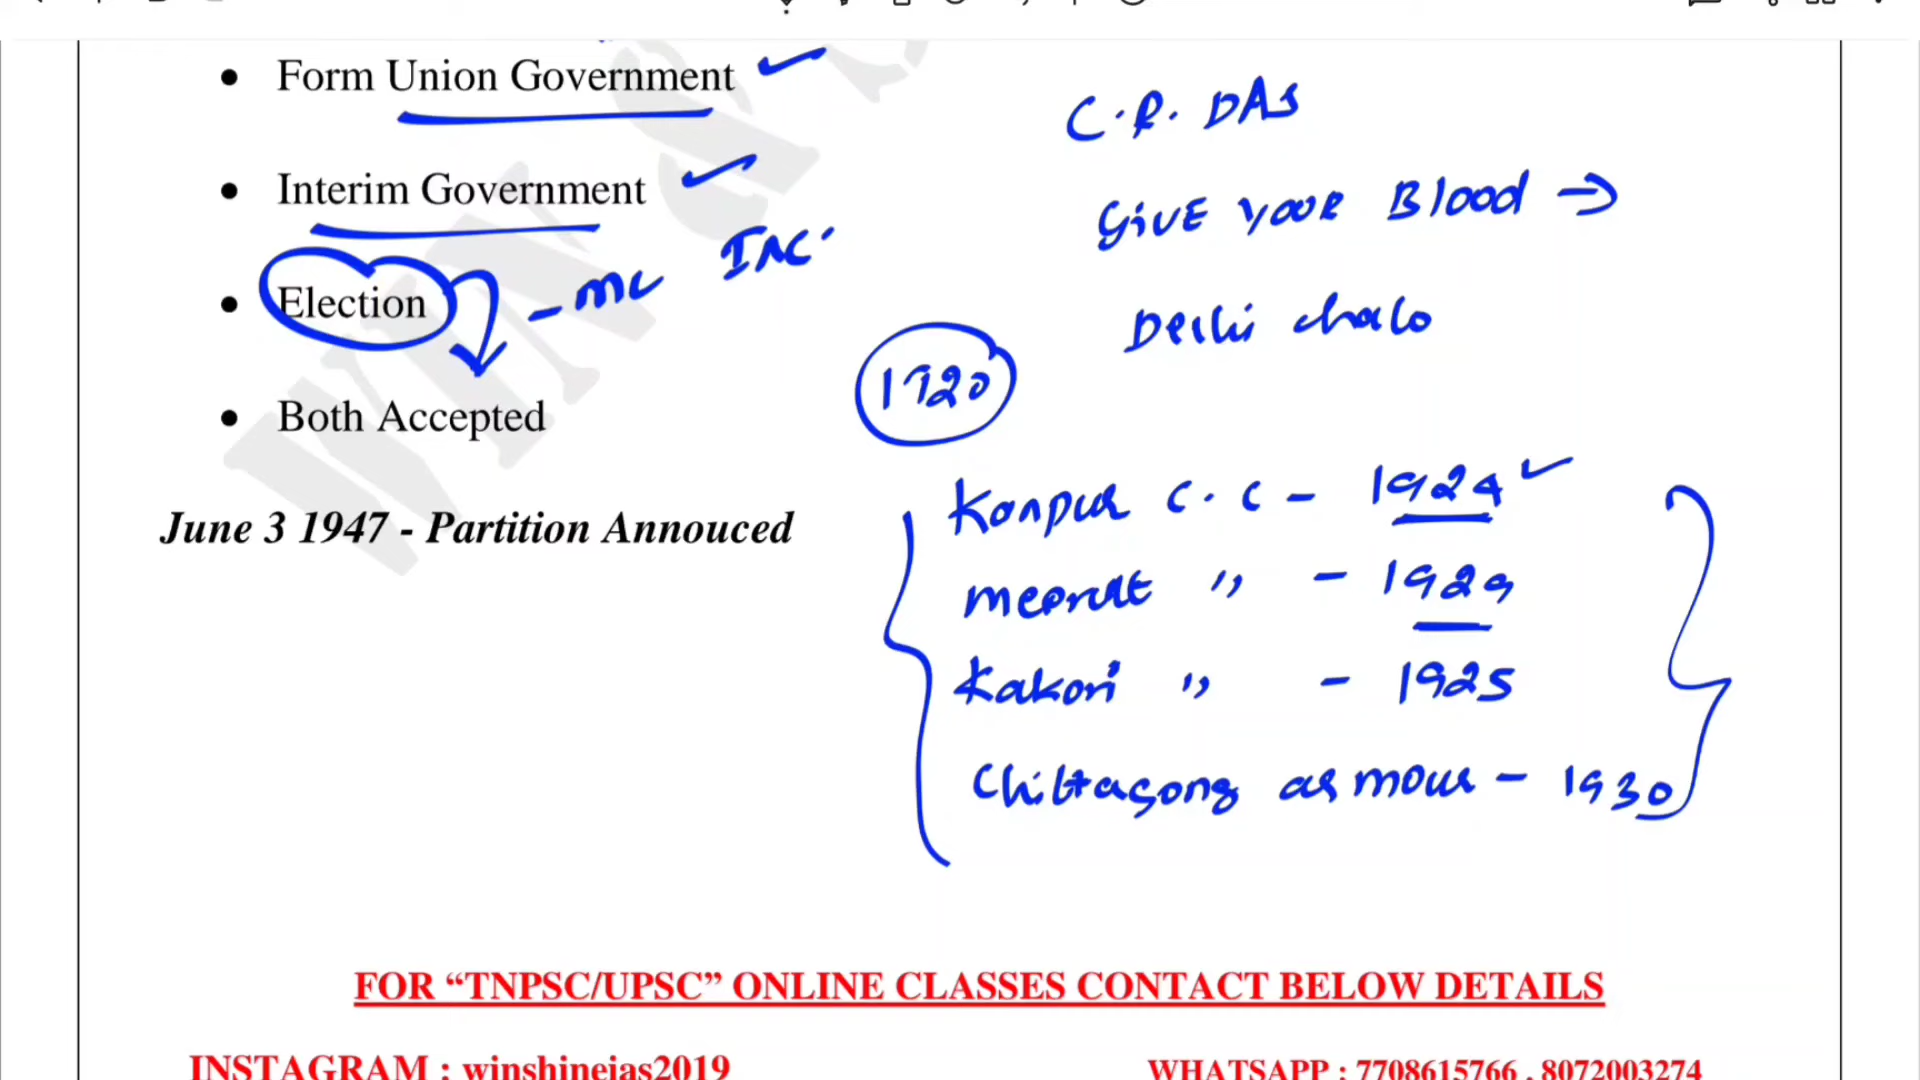 Form Union Government
Interim Government
Election - MC INC
Both Accepted
June 3 1947 - Partition Annouced
C.R. DAS
GIVE YOUR Blood →
Delhi chalo
1920
Kanpur C.C - 1924 ✓
Meerut " - 1929
Kakori " - 1925
Chittagong armour - 1930
FOR “TNPSC/UPSC” ONLINE CLASSES CONTACT BELOW DETAILS
INSTAGRAM : winshineias2019
WHATSAPP : 7708615766 , 8072003274